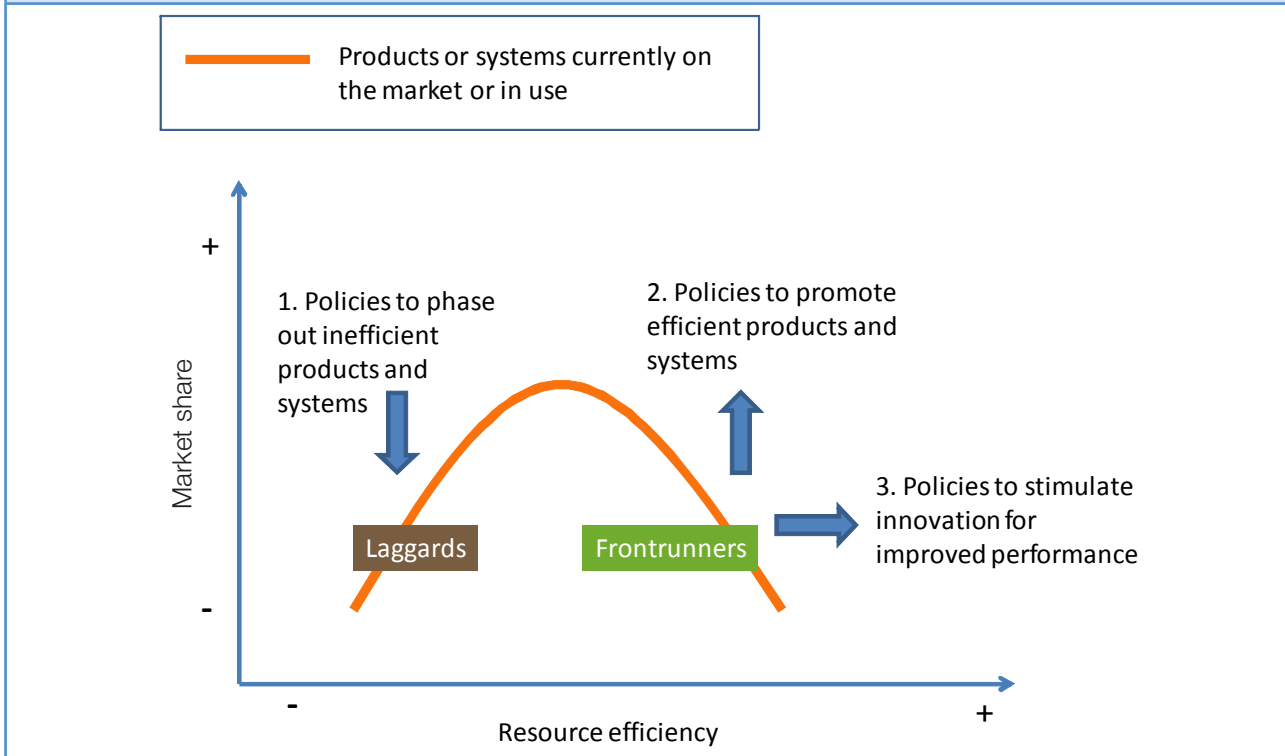 Products or systems currently on
the market or in use
+
1. Policies to phase
out inefficient
products and
systems
2. Policies to promote
efficient products and
systems
Market share
3. Policies to stimulate
innovation for
improved performance
Laggards
Frontrunners
-
-
+
Resource efficiency